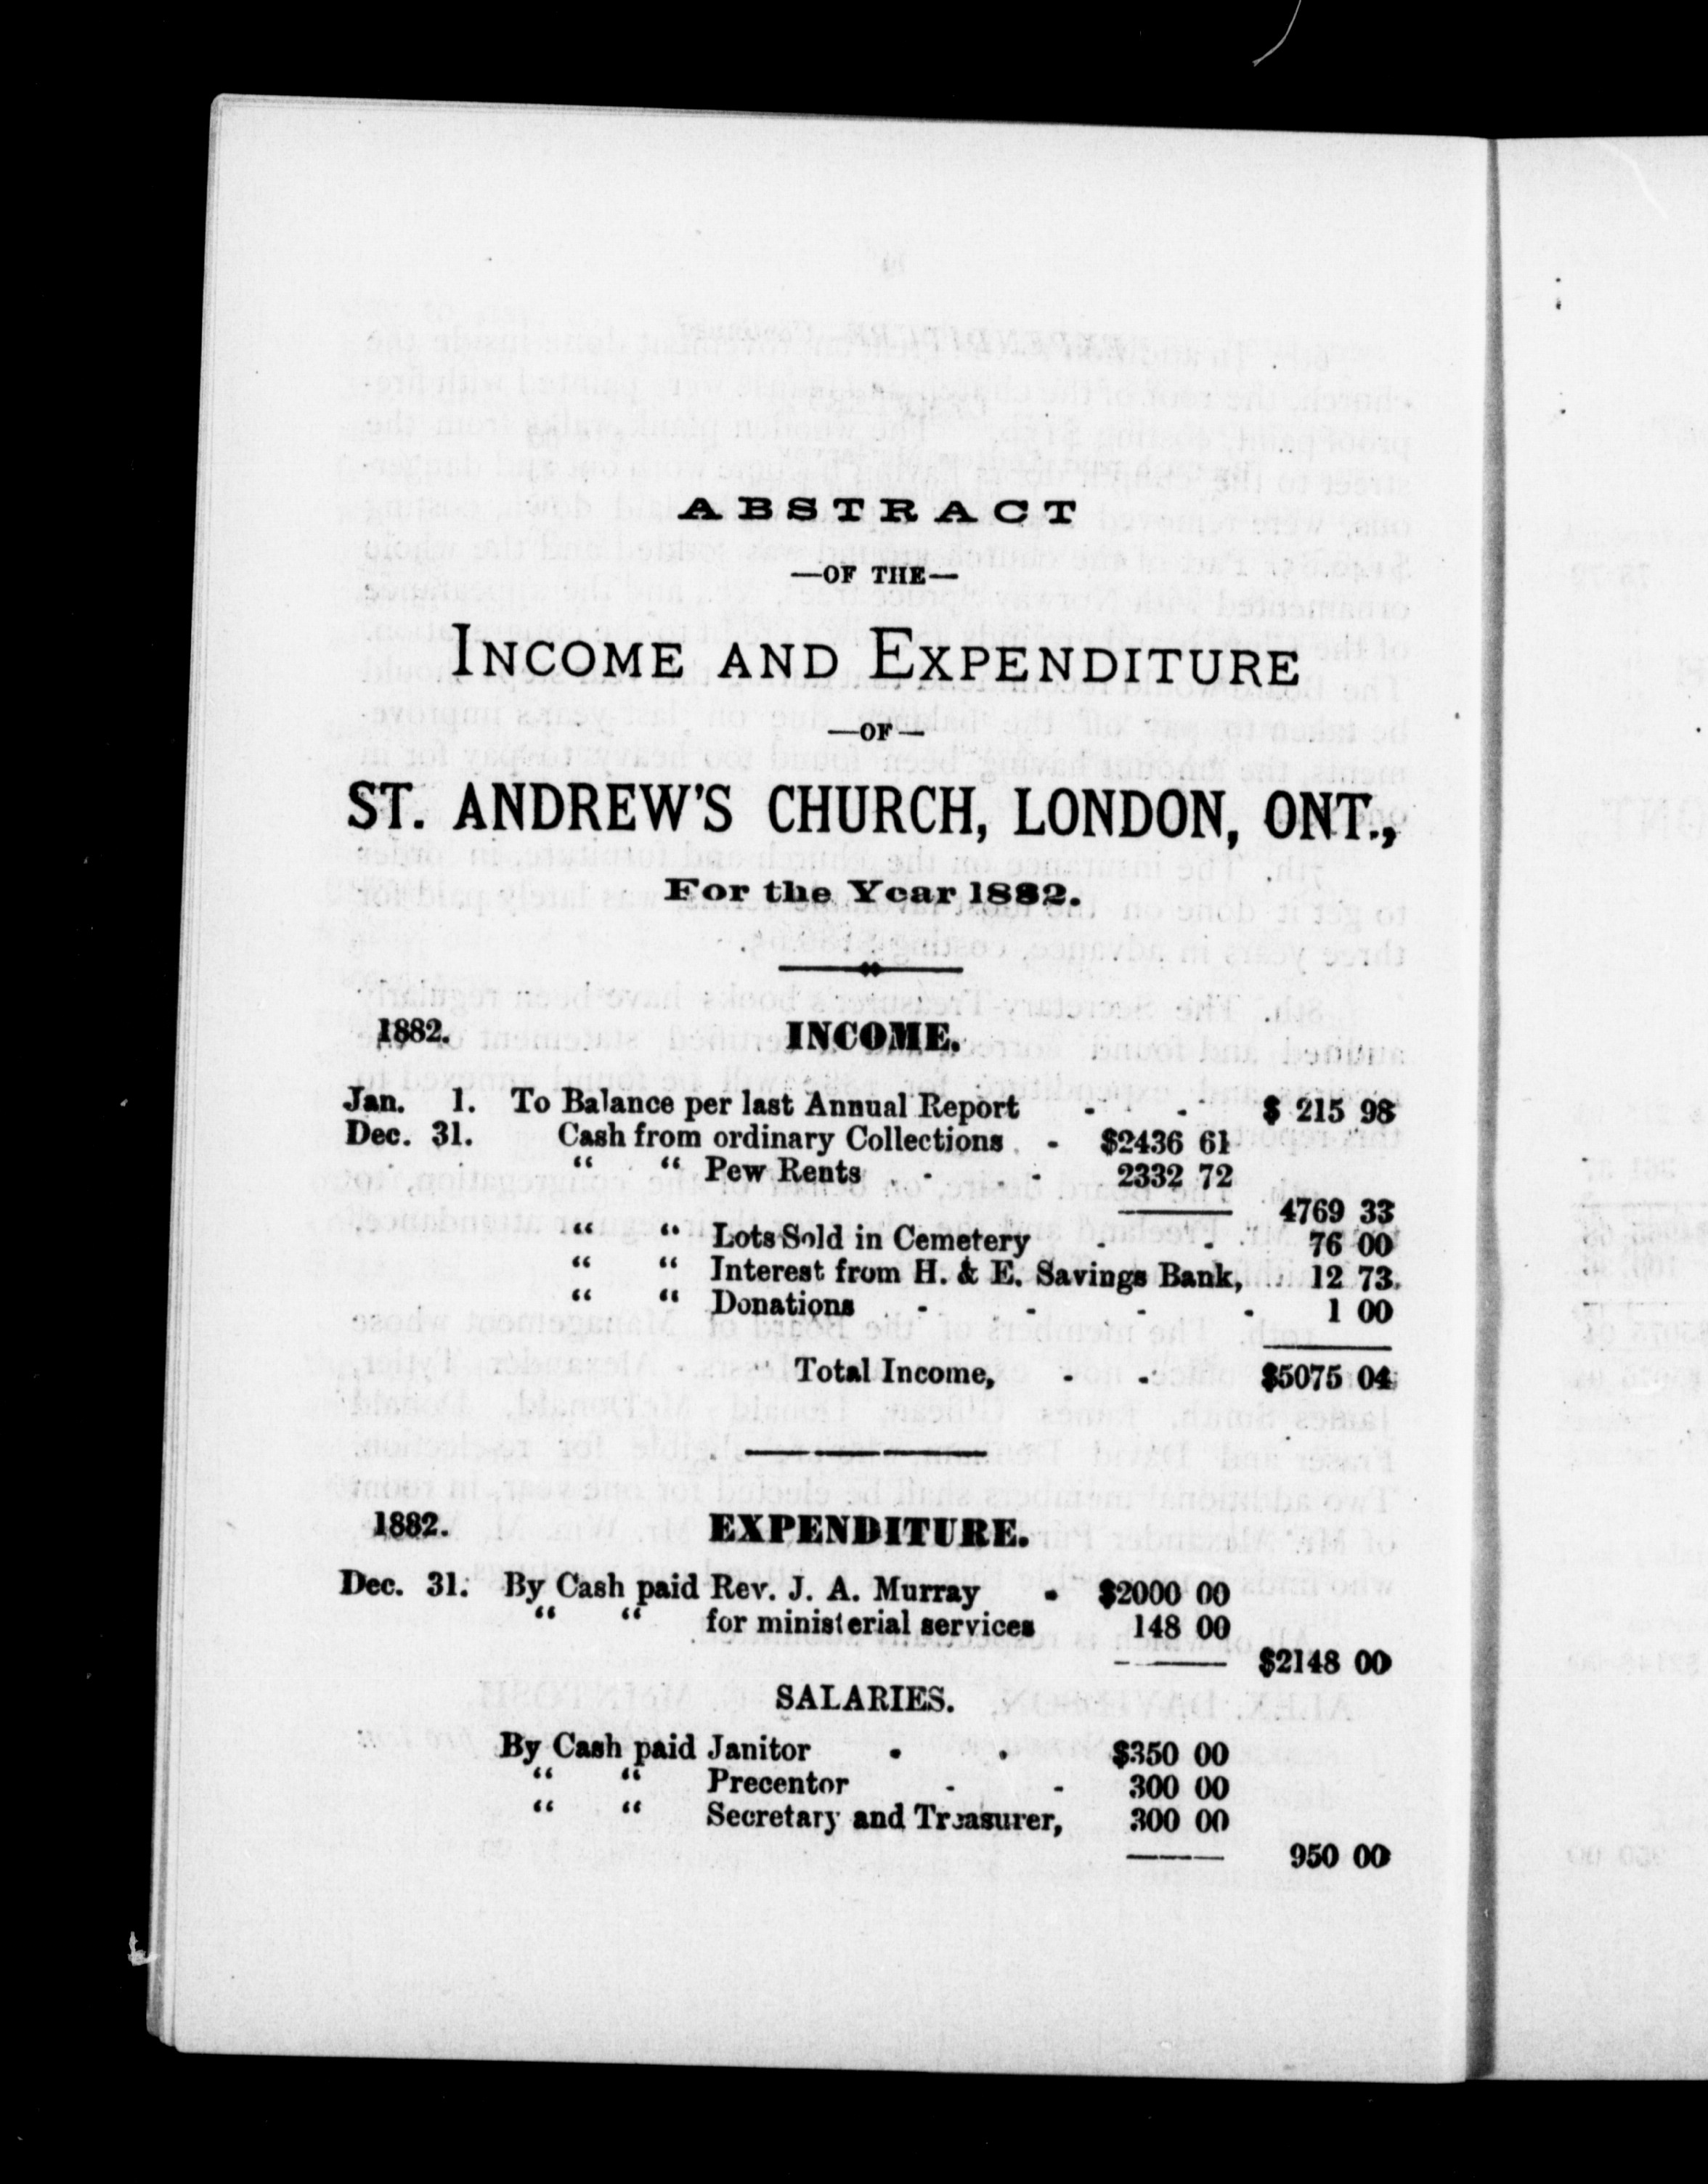 ABSTRACT
—OF THE—
INCOME AND EXPENDITURE
—OF—
ST. ANDREW'S CHURCH, LONDON, ONT.,
For the Year 1882.
1882. INCOME.
Jan. 1. To Balance per last Annual Report - - $ 215 98
Dec. 31. Cash from ordinary Collections - $2436 61
“ “ Pew Rents - - - 2332 72
4769 33
“ “ Lots Sold in Cemetery - - 76 00
“ “ Interest from H. & E. Savings Bank, 12 73
“ “ Donations - - - - 1 00
Total Income, - - $5075 04
1882. EXPENDITURE.
Dec. 31. By Cash paid Rev. J. A. Murray - $2000 00
“ “ for ministerial services 148 00
$2148 00
SALARIES.
By Cash paid Janitor - - $350 00
“ “ Precentor - - 300 00
“ “ Secretary and Treasurer, 300 00
950 00